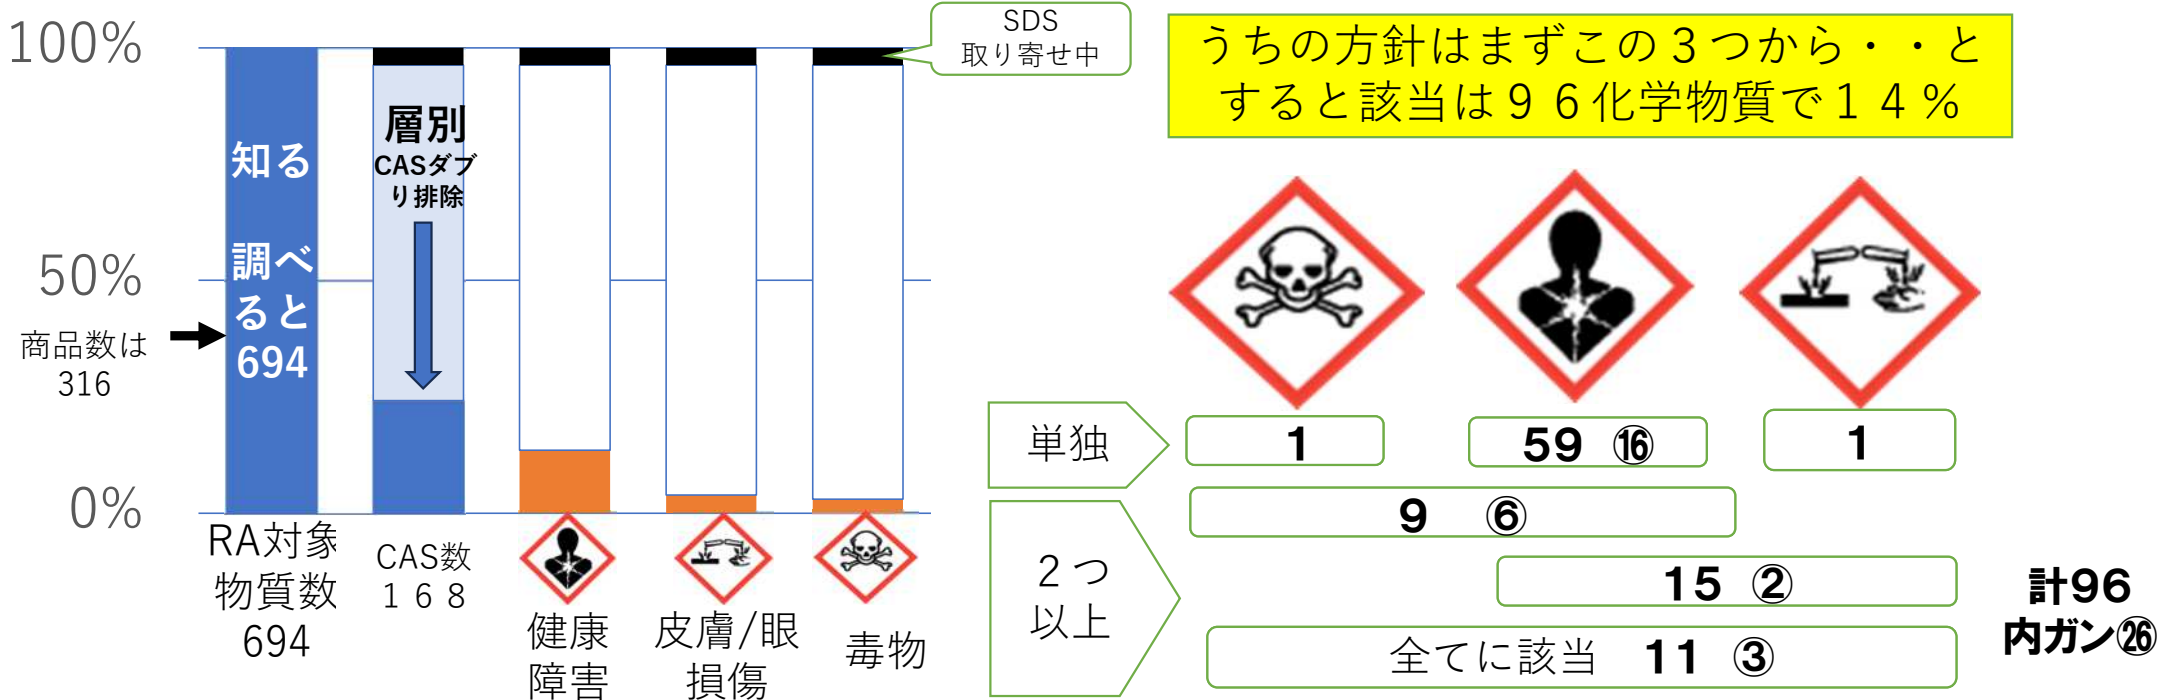 100%
50%
0%
商品数は
316
知る
調べ
ると
694
層別
CASダブ
り排除
SDS
取り寄せ中
RA対象
物質数
694
CAS数
１６８
健康
障害
皮膚/眼
損傷
毒物
うちの方針はまずこの３つから・・と
すると該当は９６化学物質で１４％
単独
1
59 ⑯
1
２つ
以上
9 ⑥
15 ②
全てに該当 11 ③
計96
内ガン㉖